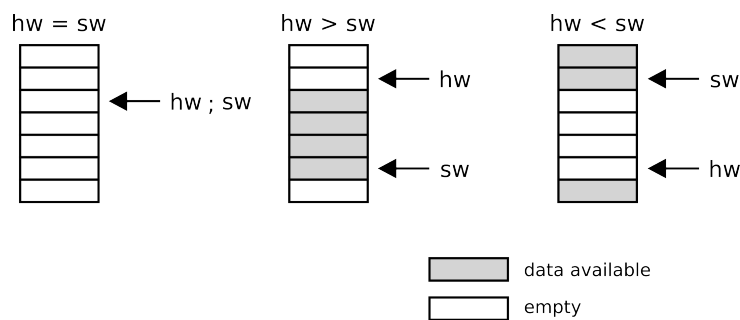 hw = sw
hw > sw
hw < sw
hw ; sw
hw
sw
sw
hw
data available
empty